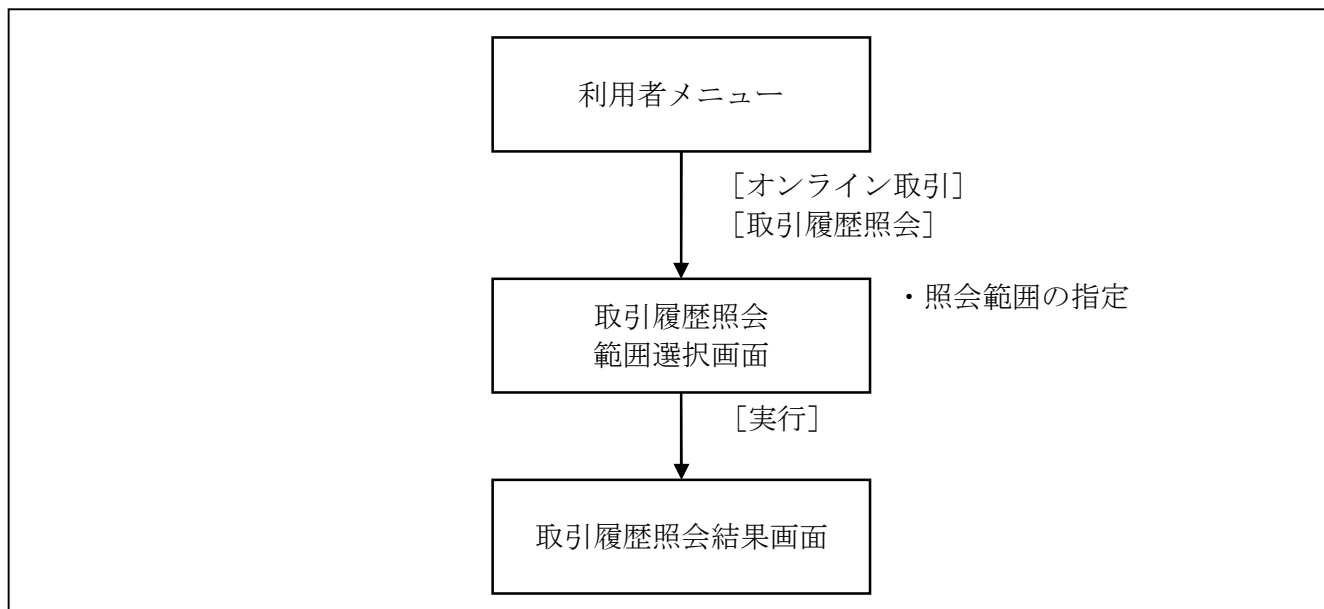 利用者メニュー
［オンライン取引］
［取引履歴照会］
取引履歴照会
範囲選択画面
・照会範囲の指定
［実行］
取引履歴照会結果画面